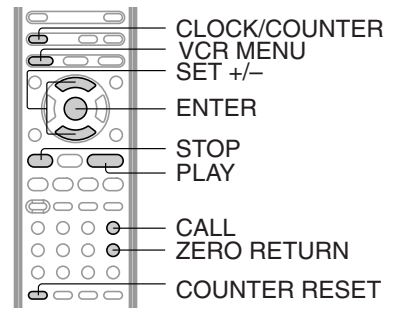 CLOCK/COUNTER
VCR MENU
SET +/–
ENTER
STOP
PLAY
CALL
ZERO RETURN
COUNTER RESET